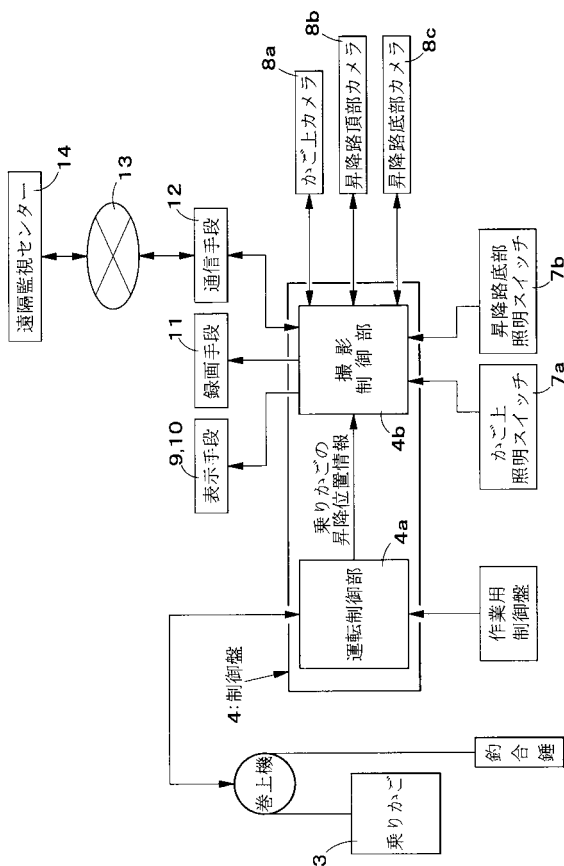 遠隔監視センター
14
13
12
通信手段
11
録画手段
9,10
表示手段
8a
かご上カメラ
8b
昇降路頂部カメラ
8c
昇降路底部カメラ
撮影
制御部
4b
乗りかごの
昇降位置情報
4a
運転制御部
4:制御盤
昇降路底部
照明スイッチ
7b
かご上
照明スイッチ
7a
作業用
制御盤
巻上機
釣合錘
乗りかご
3